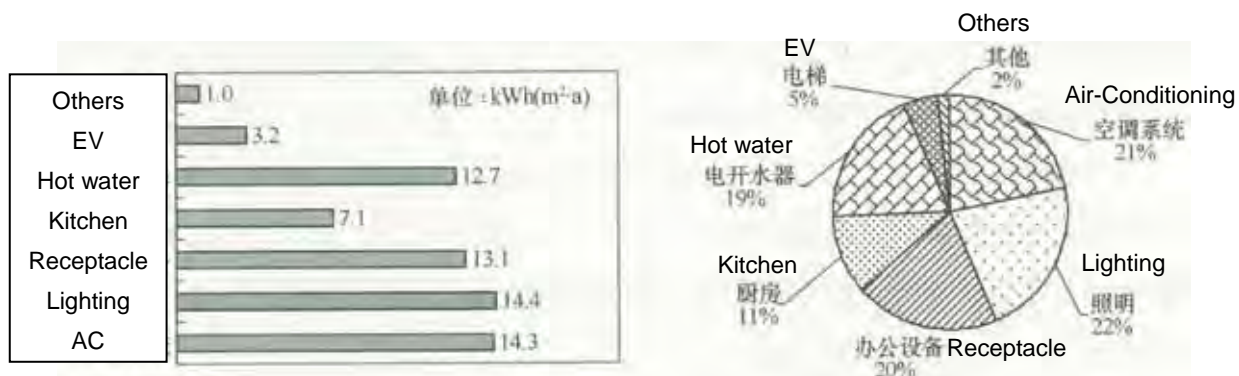 Others
EV
Hot water
Kitchen
Receptacle
Lighting
AC
1.0
3.2
12.7
7.1
13.1
14.4
14.3
单位:kWh(m²·a)
Others
其他
2%
EV
电梯
5%
Air-Conditioning
空调系统
21%
Hot water
电开水器
19%
Kitchen
厨房
11%
Lighting
照明
22%
办公设备 Receptacle
20%